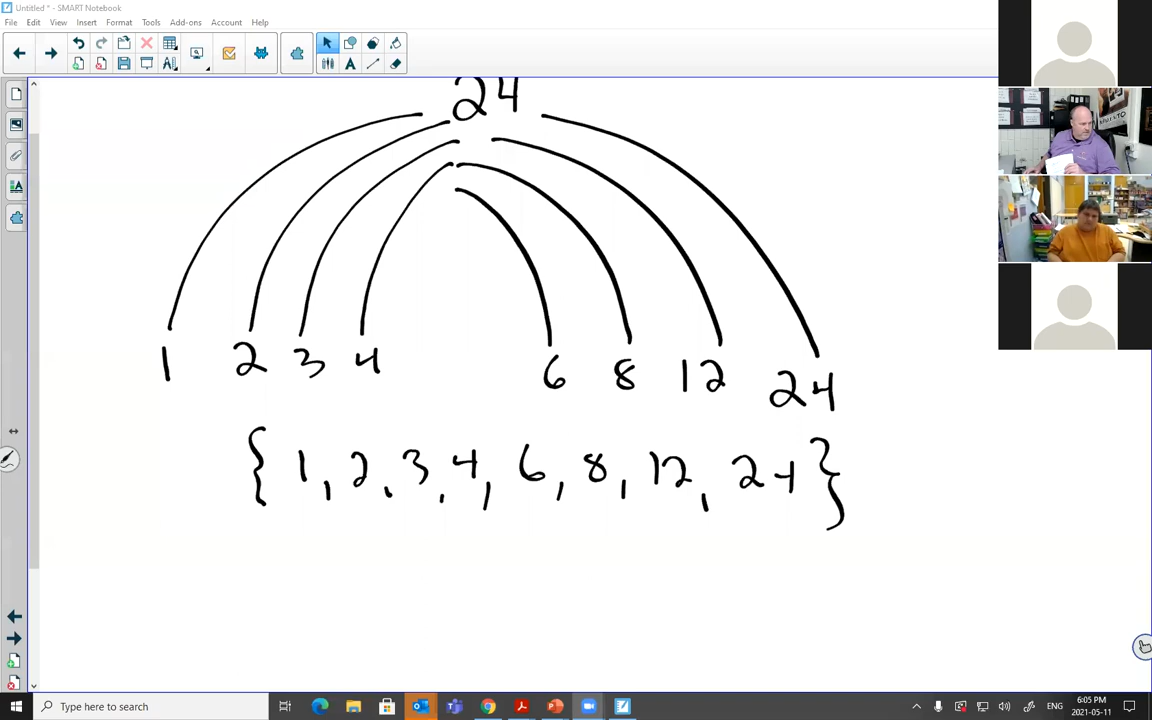 Untitled * - SMART Notebook
File Edit View Insert Format Tools Add-ons Account Help
24
1 2 3 4 6 8 12 24
{ 1, 2, 3, 4, 6, 8, 12, 24 }
Type here to search
ENG
6:05 PM
2021-05-11